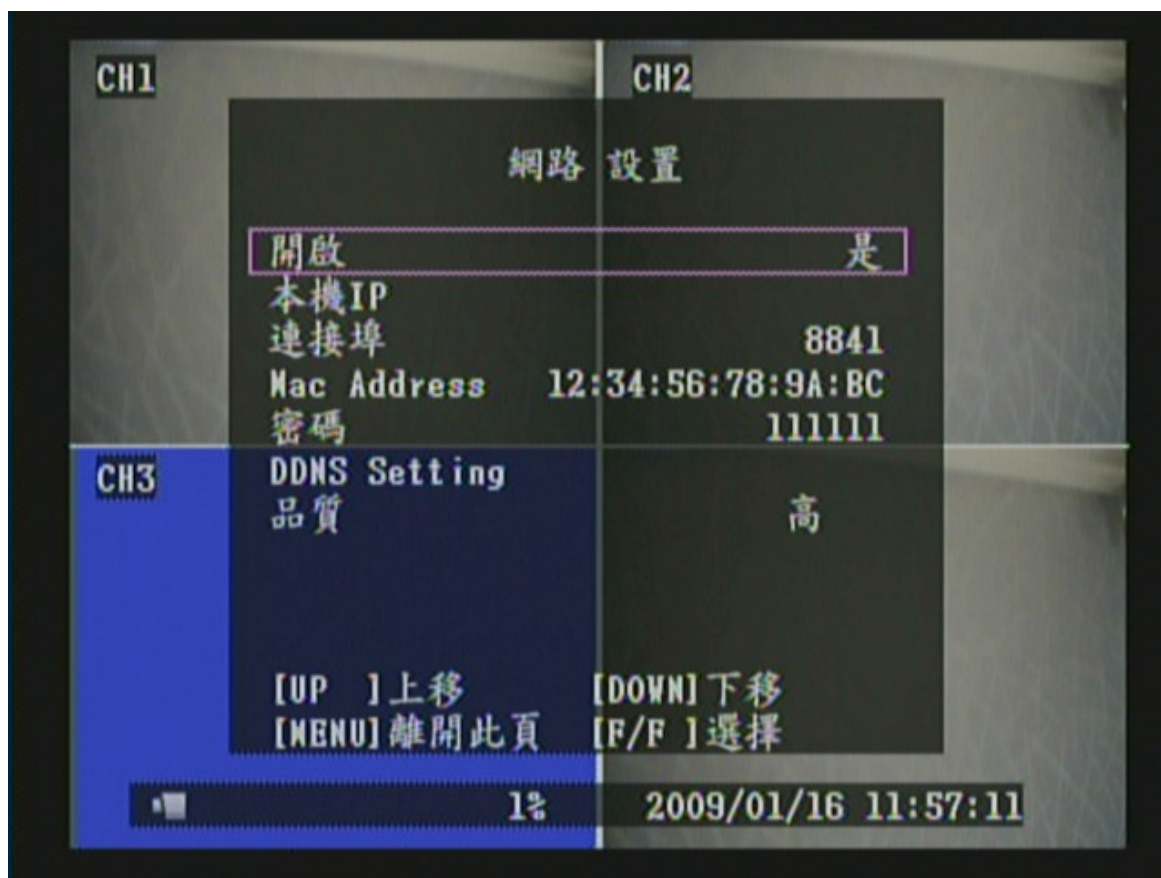 CH1 CH2
網路 設置
開啟 是
本機IP
連接埠 8841
Mac Address 12:34:56:78:9A:BC
密碼 111111
CH3
DDNS Setting
品質 高
[UP ]上移 [DOWN]下移
[MENU]離開此頁 [F/F ]選擇
1% 2009/01/16 11:57:11